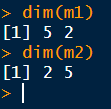 > dim(m1)
[1] 5 2
> dim(m2)
[1] 2 5
>